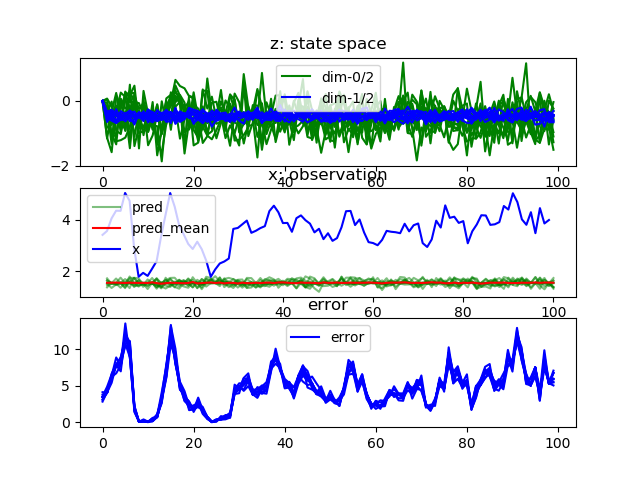 z: state space
dim-0/2
dim-1/2
0
−2
0 20 40 60 80 100
x: observation
pred
pred_mean
x
4
2
0 20 40 60 80 100
error
error
10
5
0
0 20 40 60 80 100